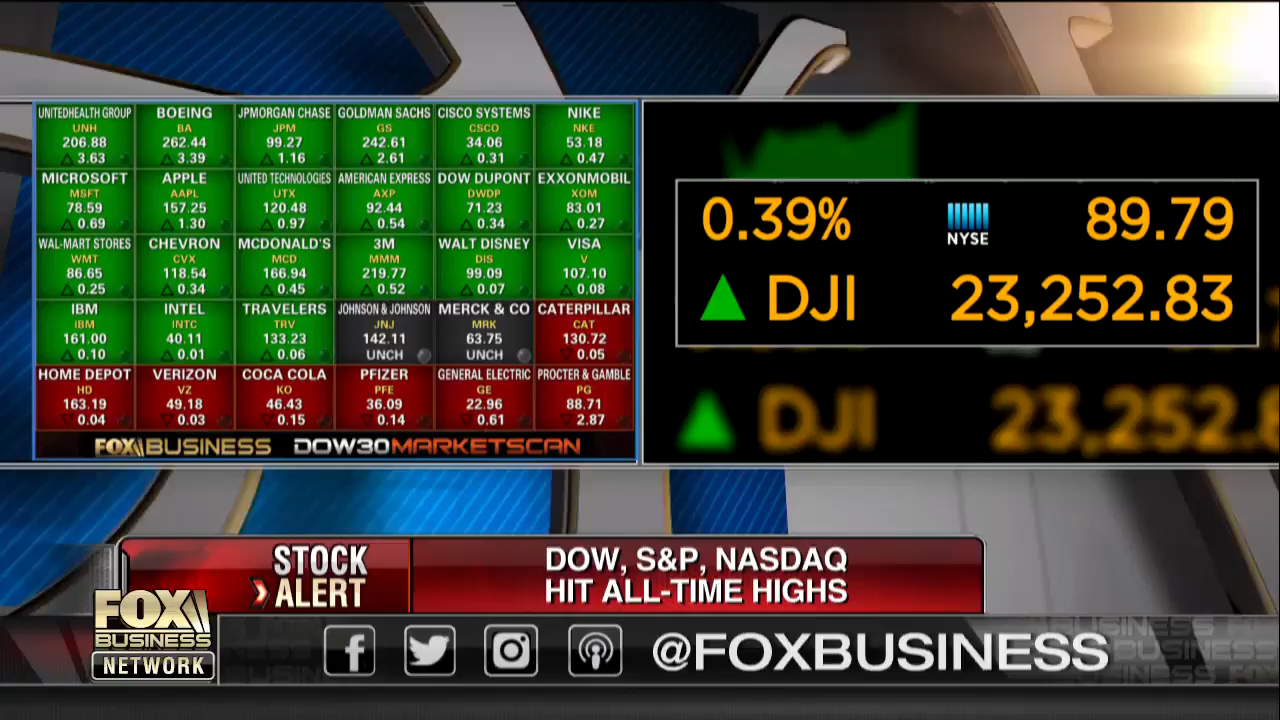 UNITEDHEALTH GROUP BOEING JPMORGAN CHASE GOLDMAN SACHS CISCO SYSTEMS NIKE
UNH BA JPM GS CSCO NKE
206.88 262.44 99.27 242.61 34.06 53.18
3.63 3.39 1.16 2.61 0.31 0.47
MICROSOFT APPLE UNITED TECHNOLOGIES AMERICAN EXPRESS DOW DUPONT EXXONMOBIL
MSFT AAPL UTX AXP DWDP XOM
78.59 157.25 120.48 92.44 71.23 83.01
0.69 1.30 0.97 0.54 0.34 0.27
WAL-MART STORES CHEVRON MCDONALD'S 3M WALT DISNEY VISA
WMT CVX MCD MMM DIS V
86.65 118.54 166.94 219.77 99.09 107.10
0.25 0.34 0.45 0.52 0.07 0.08
IBM INTEL TRAVELERS JOHNSON & JOHNSON MERCK & CO CATERPILLAR
IBM INTC TRV JNJ MRK CAT
161.00 40.11 133.23 142.11 63.75 130.72
0.10 0.01 0.06 UNCH UNCH 0.05
HOME DEPOT VERIZON COCA COLA PFIZER GENERAL ELECTRIC PROCTER & GAMBLE
HD VZ KO PFE GE PG
163.19 49.18 46.43 36.09 22.96 88.71
0.04 0.03 0.15 0.14 0.61 2.87
FOX BUSINESS DOW30MARKETSCAN
0.39% NYSE 89.79
DJI 23,252.83
DJI 23,252.8
STOCK ALERT
DOW, S&P, NASDAQ
HIT ALL-TIME HIGHS
FOX
BUSINESS
NETWORK
@FOXBUSINESS